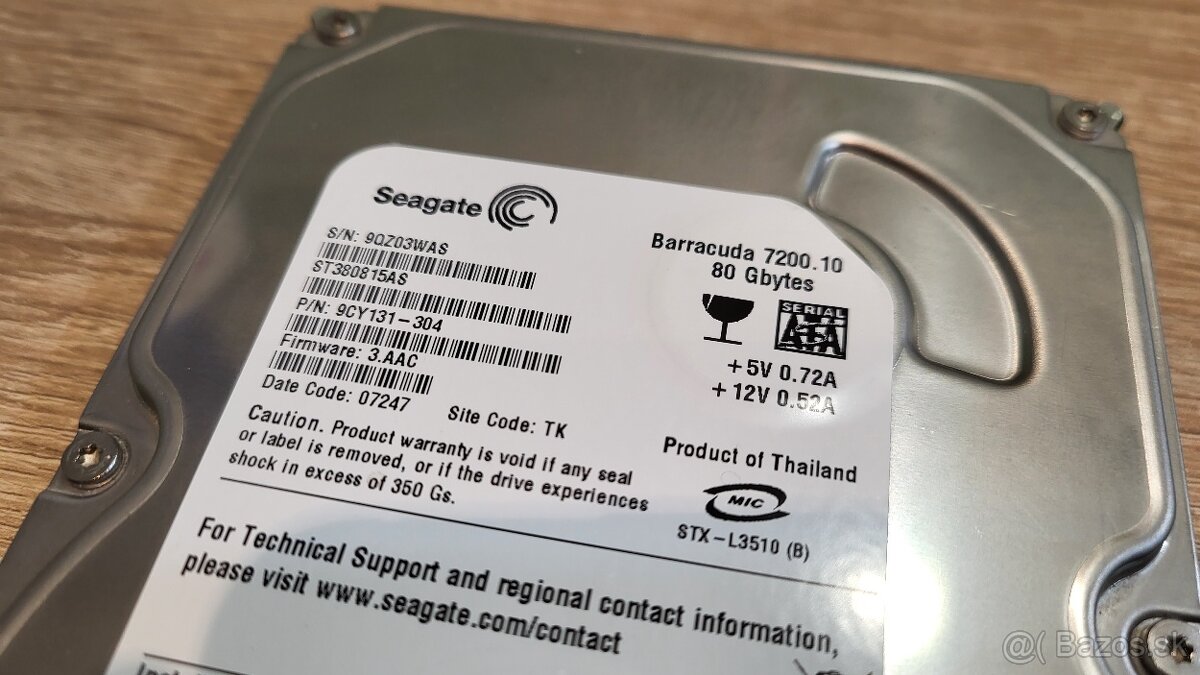 Seagate
S/N: 9QZ03WAS
ST380815AS
P/N: 9CY131-304
Firmware: 3.AAC
Date Code: 07247 Site Code: TK
Barracuda 7200.10
80 Gbytes
SERIAL
ATA
+5V 0.72A
+12V 0.52A
Product of Thailand
MIC
STX-L3510 (B)
Caution. Product warranty is void if any seal
or label is removed, or if the drive experiences
shock in excess of 350 Gs.
For Technical Support and regional contact information,
please visit www.seagate.com/contact
@( Bazos.sk